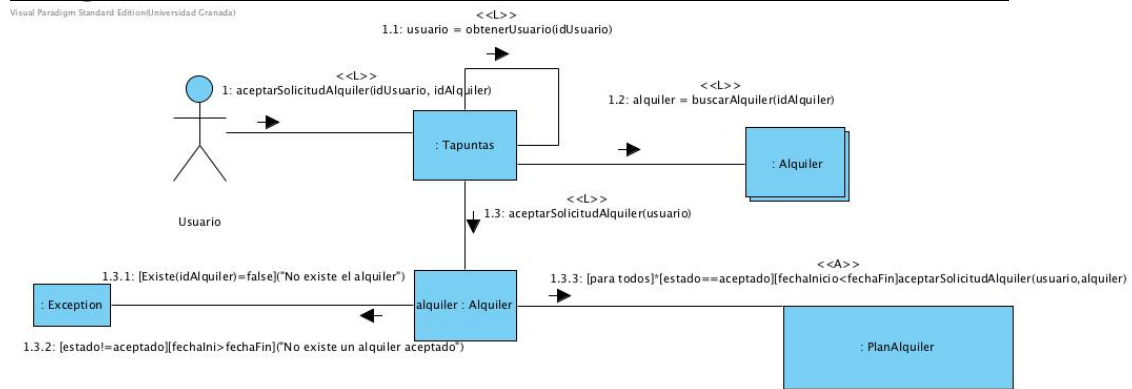 Visual Paradigm Standard Edition(Universidad Granada)
<<L>>
1.1: usuario = obtenerUsuario(idUsuario)
<<L>>
1: aceptarSolicitudAlquiler(idUsuario, idAlquiler)
<<L>>
1.2: alquiler = buscarAlquiler(idAlquiler)
: Tapuntas
: Alquiler
Usuario
<<L>>
1.3: aceptarSolicitudAlquiler(usuario)
<<A>>
1.3.1: [Existe(idAlquiler)=false]("No existe el alquiler")
1.3.3: [para todos]*[estado==aceptado][fechaInicio<fechaFin]aceptarSolicitudAlquiler(usuario,alquiler)
: Exception
alquiler : Alquiler
1.3.2: [estado!=aceptado][fechaIni>fechaFin]("No existe un alquiler aceptado")
: PlanAlquiler